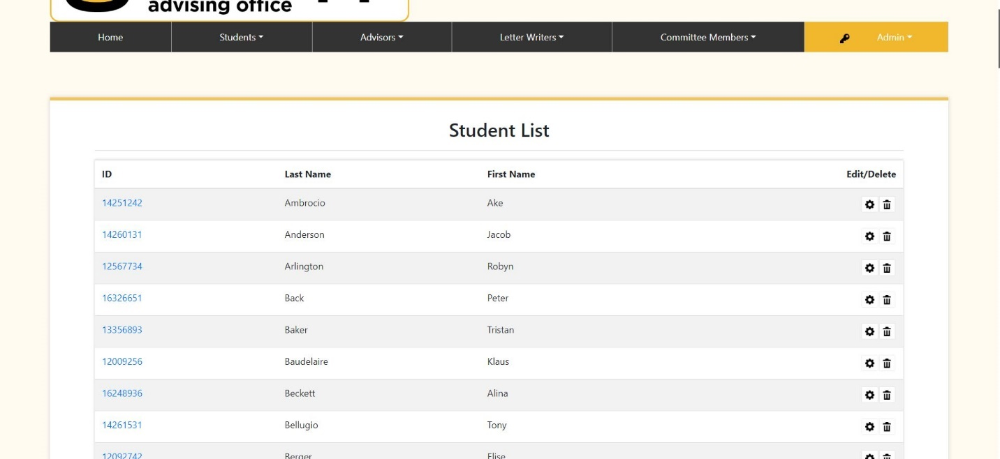 advising office
Home Students Advisors Letter Writers Committee Members Admin
Student List
ID Last Name First Name Edit/Delete
14251242 Ambrocio Ake
14260131 Anderson Jacob
12567734 Arlington Robyn
16326651 Back Peter
13356893 Baker Tristan
12009256 Baudelaire Klaus
16248936 Beckett Alina
14261531 Bellugio Tony
12092742 Berger Elise